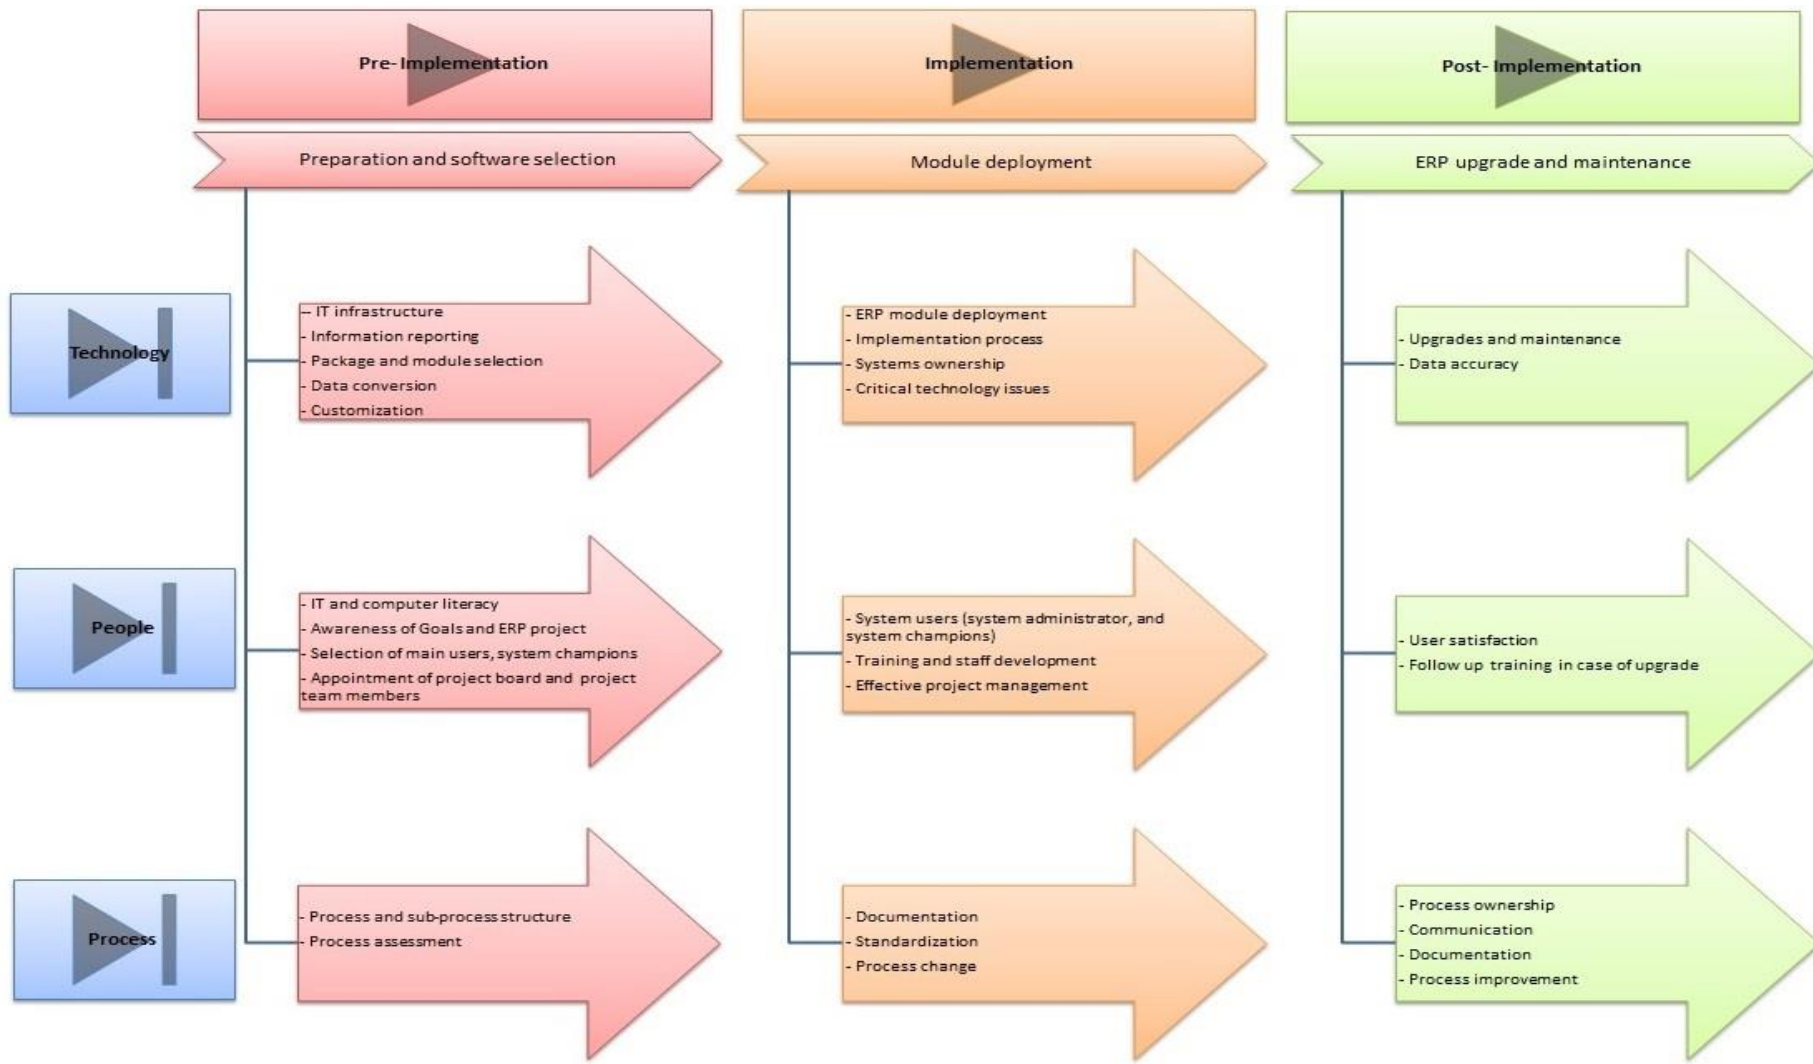 Pre- Implementation
Implementation
Post- Implementation
Preparation and software selection
Module deployment
ERP upgrade and maintenance
Technology
-- IT infrastructure
- Information reporting
- Package and module selection
- Data conversion
- Customization
- ERP module deployment
- Implementation process
- Systems ownership
- Critical technology issues
- Upgrades and maintenance
- Data accuracy
People
- IT and computer literacy
- Awareness of Goals and ERP project
- Selection of main users, system champions
- Appointment of project board and project
team members
- System users (system administrator, and
system champions)
- Training and staff development
- Effective project management
- User satisfaction
- Follow up training in case of upgrade
Process
- Process and sub-process structure
- Process assessment
- Documentation
- Standardization
- Process change
- Process ownership
- Communication
- Documentation
- Process improvement